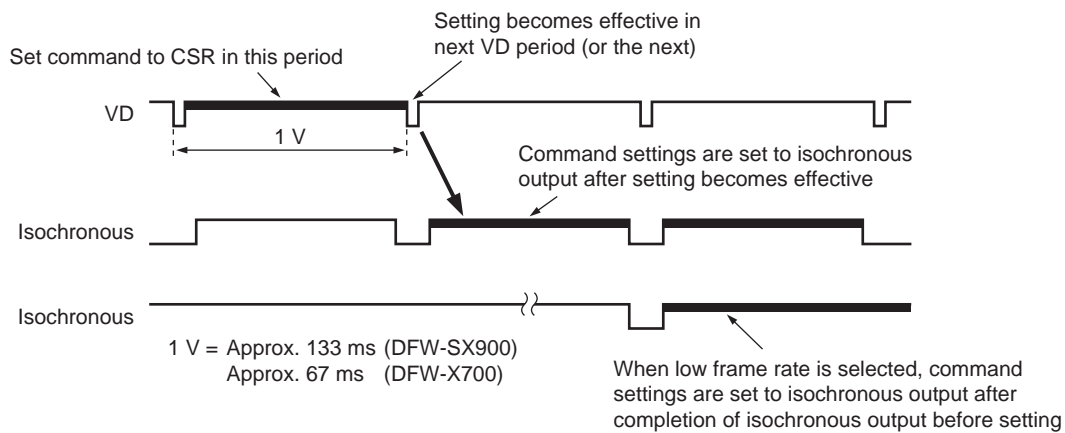 Setting becomes effective in
next VD period (or the next)
Set command to CSR in this period
VD
1 V
Command settings are set to isochronous
output after setting becomes effective
Isochronous
Isochronous
1 V = Approx. 133 ms (DFW-SX900)
Approx. 67 ms (DFW-X700)
When low frame rate is selected, command
settings are set to isochronous output after
completion of isochronous output before setting